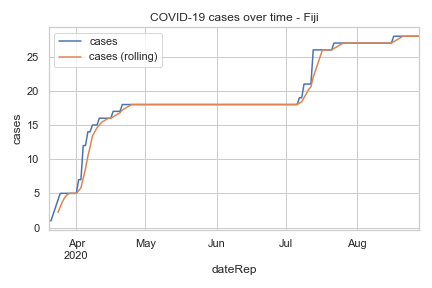 COVID-19 cases over time - Fiji
cases
cases (rolling)
cases
25
20
15
10
5
0
Apr
2020
May
Jun
Jul
Aug
dateRep